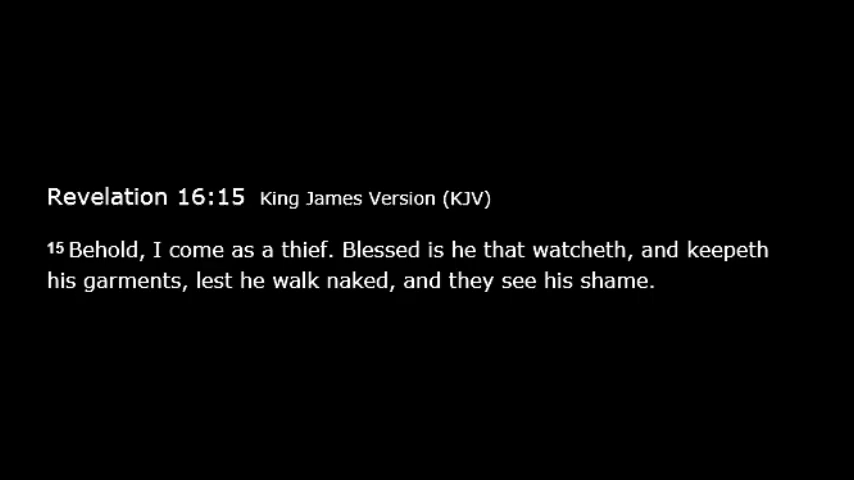 Revelation 16:15 King James Version (KJV)
15 Behold, I come as a thief. Blessed is he that watcheth, and keepeth
his garments, lest he walk naked, and they see his shame.